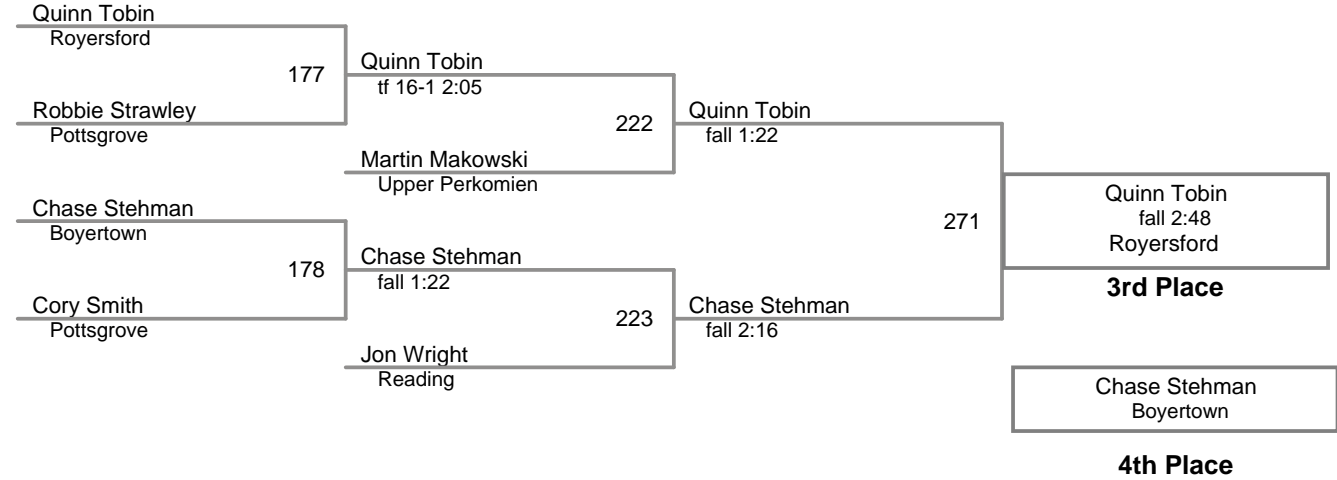 Quinn Tobin
Royersford
177
Robbie Strawley
Pottsgrove
Chase Stehman
Boyertown
178
Cory Smith
Pottsgrove
Quinn Tobin
tf 16-1 2:05
222
Martin Makowski
Upper Perkomien
Chase Stehman
fall 1:22
223
Jon Wright
Reading
Quinn Tobin
fall 1:22
271
Chase Stehman
fall 2:16
Quinn Tobin
fall 2:48
Royersford
3rd Place
Chase Stehman
Boyertown
4th Place